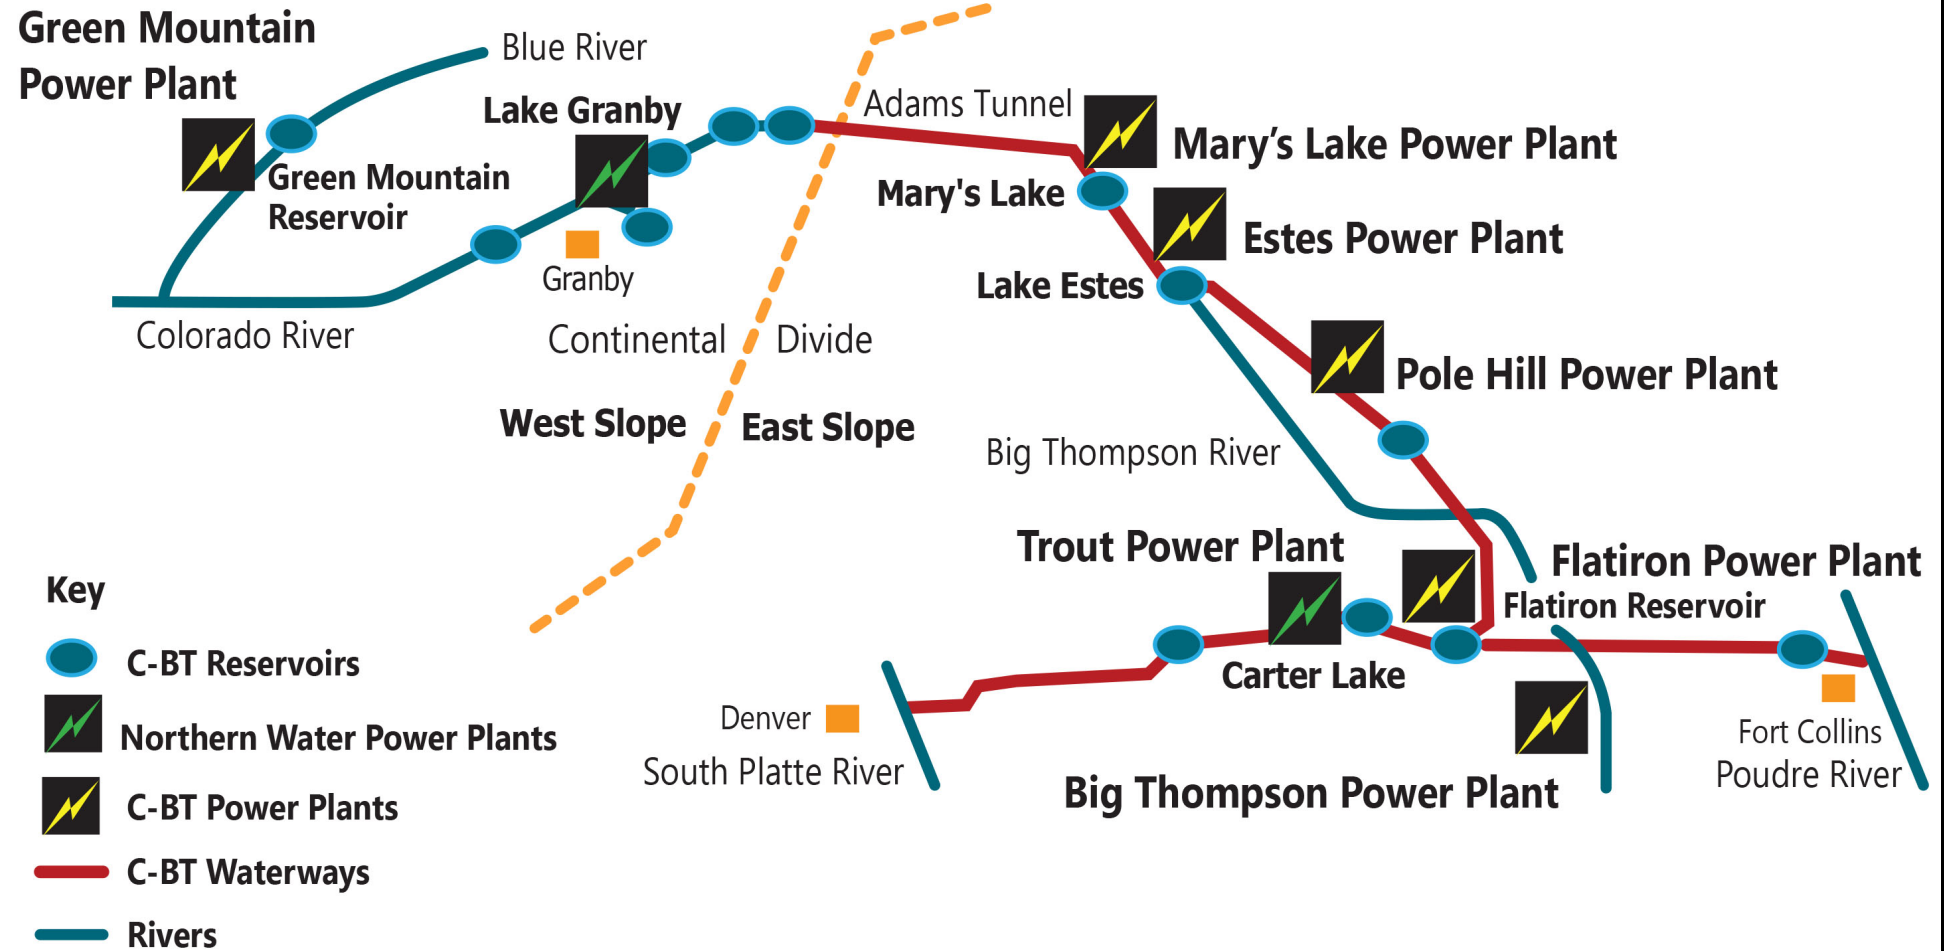 Green Mountain
Power Plant
Blue River
Lake Granby
Adams Tunnel
Mary’s Lake Power Plant
Green Mountain
Reservoir
Mary's Lake
Estes Power Plant
Granby
Lake Estes
Colorado River
Continental Divide
Pole Hill Power Plant
West Slope
East Slope
Big Thompson River
Trout Power Plant
Flatiron Power Plant
Flatiron Reservoir
Carter Lake
Denver
South Platte River
Big Thompson Power Plant
Fort Collins
Poudre River
Key
C-BT Reservoirs
Northern Water Power Plants
C-BT Power Plants
C-BT Waterways
Rivers